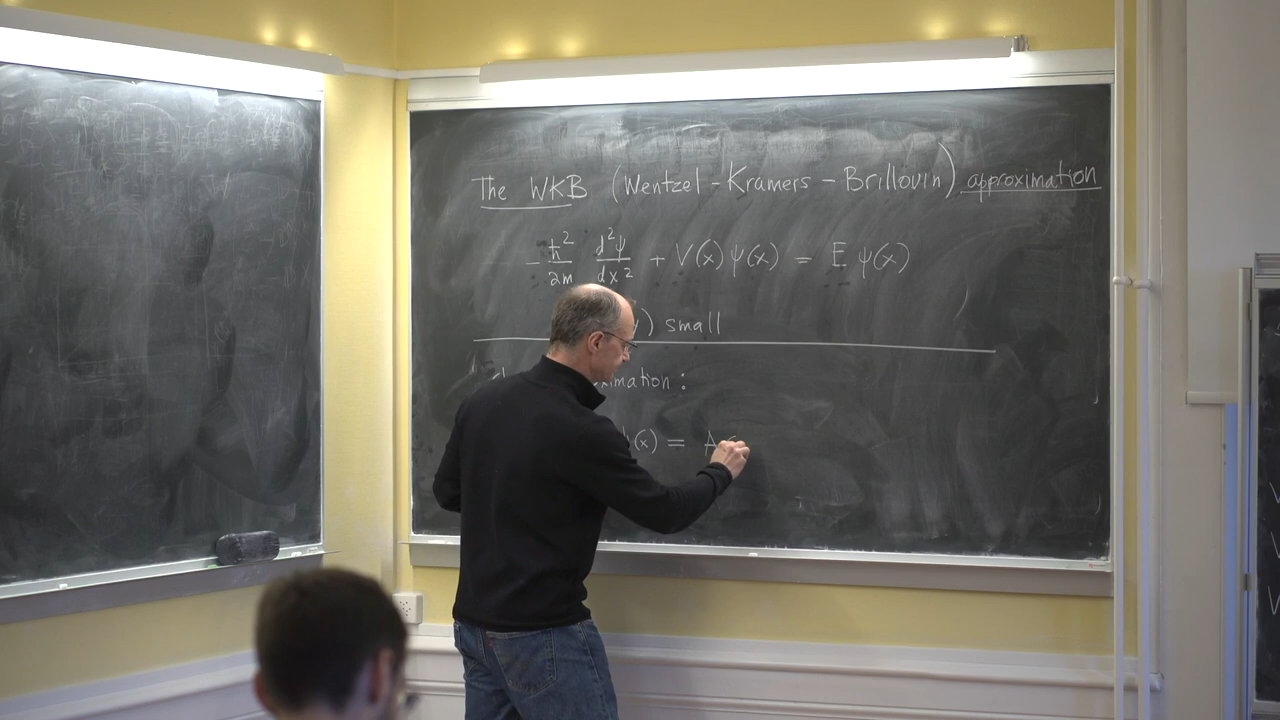 The WKB (Wentzel-Kramers-Brillouin) approximation
- ħ²/2m d²ψ/dx² + V(x) ψ(x) = E ψ(x)
) small
imation:
(x) = A